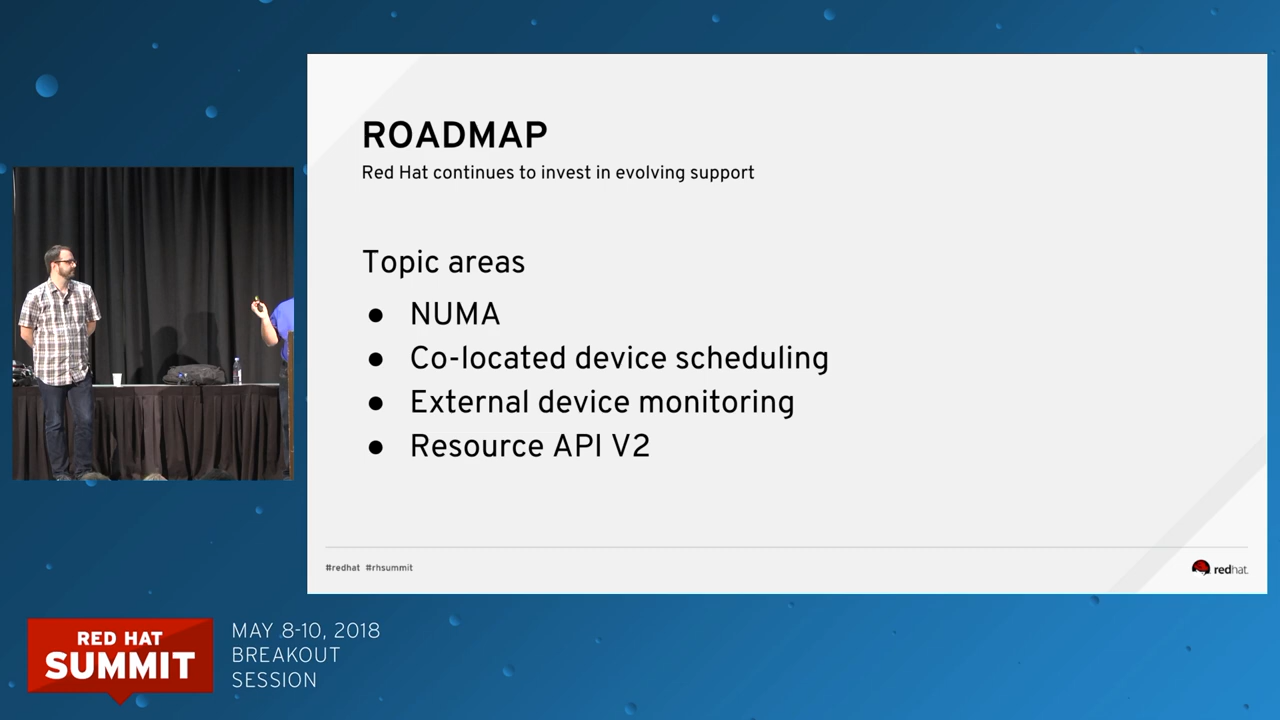 ROADMAP
Red Hat continues to invest in evolving support
Topic areas
● NUMA
● Co-located device scheduling
● External device monitoring
● Resource API V2
#redhat #rhsummit
redhat.
RED HAT
SUMMIT
MAY 8-10, 2018
BREAKOUT
SESSION